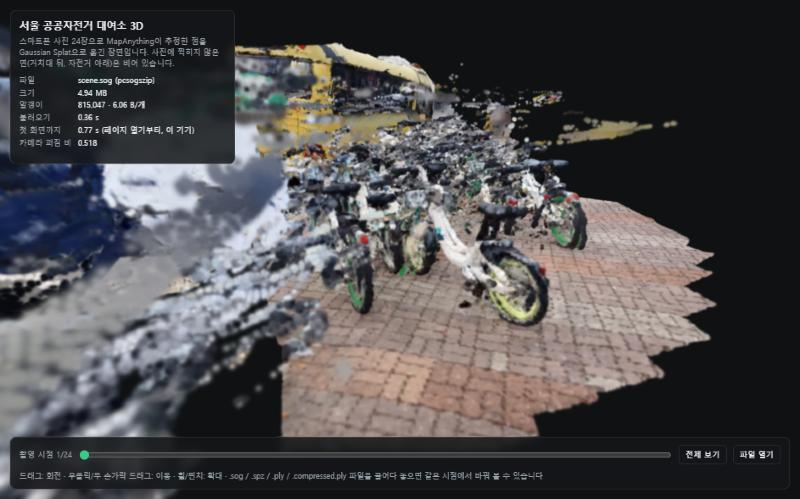 서울 공공자전거 대여소 3D
스마트폰 사진 24장으로 MapAnything이 추정한 점을
Gaussian Splat으로 옮긴 장면입니다. 사진에 찍히지 않은
면(거치대 뒤, 자전거 아래)은 비어 있습니다.
파일 scene.sog (pcsogszip)
크기 4.94 MB
알갱이 815,047 · 6.06 B/개
불러오기 0.36 s
첫 화면까지 0.77 s (페이지 열기부터, 이 기기)
카메라 퍼짐 비 0.518
촬영 시점 1/24
전체 보기
파일 열기
드래그: 회전 · 우클릭/두 손가락 드래그: 이동 · 휠/핀치: 확대 · .sog / .spz / .ply / .compressed.ply 파일을 끌어다 놓으면 같은 시점에서 바꿔 볼 수 있습니다